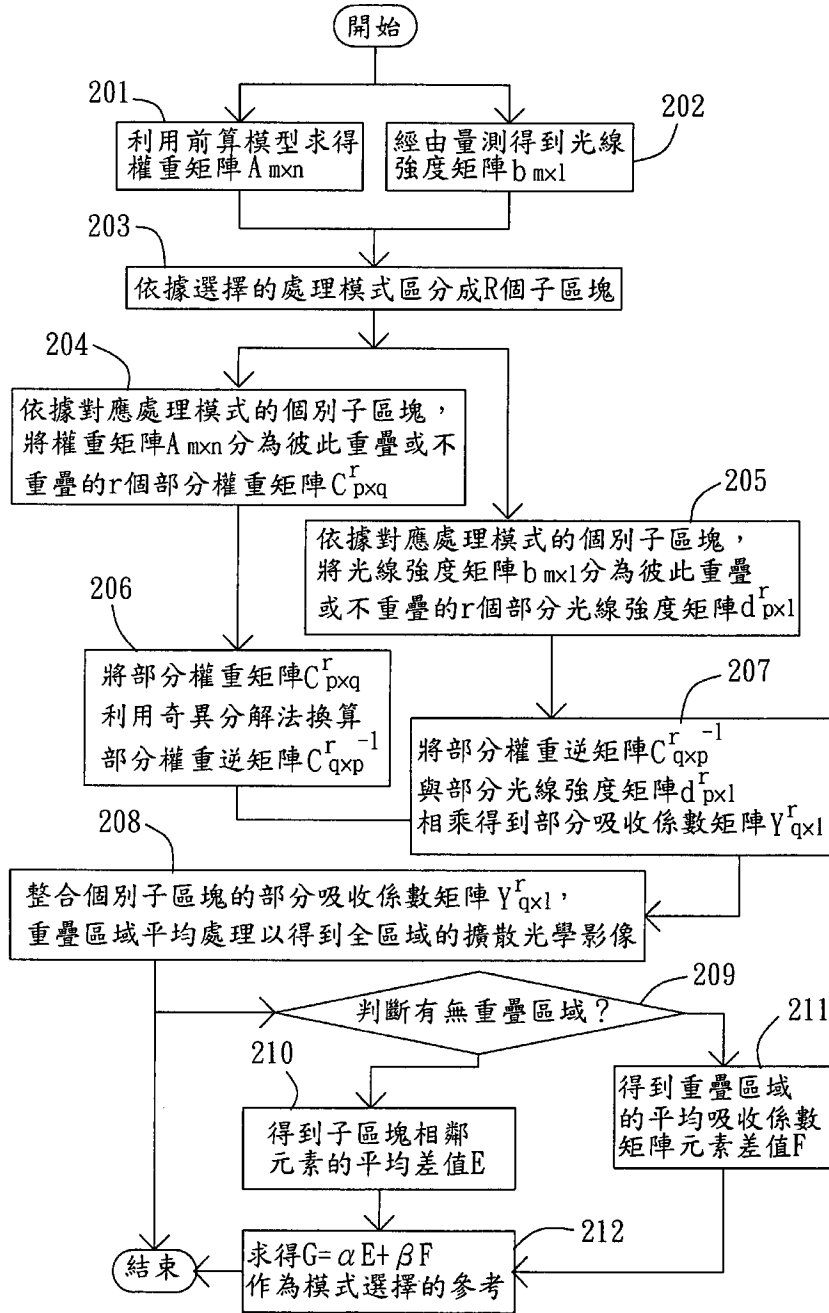 開始
201
利用前算模型求得
權重矩陣 A m×n
202
經由量測得到光線
強度矩陣 b m×1
203
依據選擇的處理模式區分成R個子區塊
204
依據對應處理模式的個別子區塊,
將權重矩陣A m×n 分為彼此重疊或不
重疊的r個部分權重矩陣C^r_p×q
205
依據對應處理模式的個別子區塊,
將光線強度矩陣b m×1分為彼此重疊
或不重疊的r個部分光線強度矩陣d^r_p×1
206
將部分權重矩陣C^r_p×q
利用奇異分解法換算
部分權重逆矩陣C^r_q×p^-1
207
將部分權重逆矩陣C^r_q×p^-1
與部分光線強度矩陣d^r_p×1
相乘得到部分吸收係數矩陣Y^r_q×1
208
整合個別子區塊的部分吸收係數矩陣Y^r_q×1,
重疊區域平均處理以得到全區域的擴散光學影像
209
判斷有無重疊區域?
210
得到子區塊相鄰
元素的平均差值E
211
得到重疊區域
的平均吸收係數
矩陣元素差值F
212
求得G=αE+βF
作為模式選擇的參考
結束